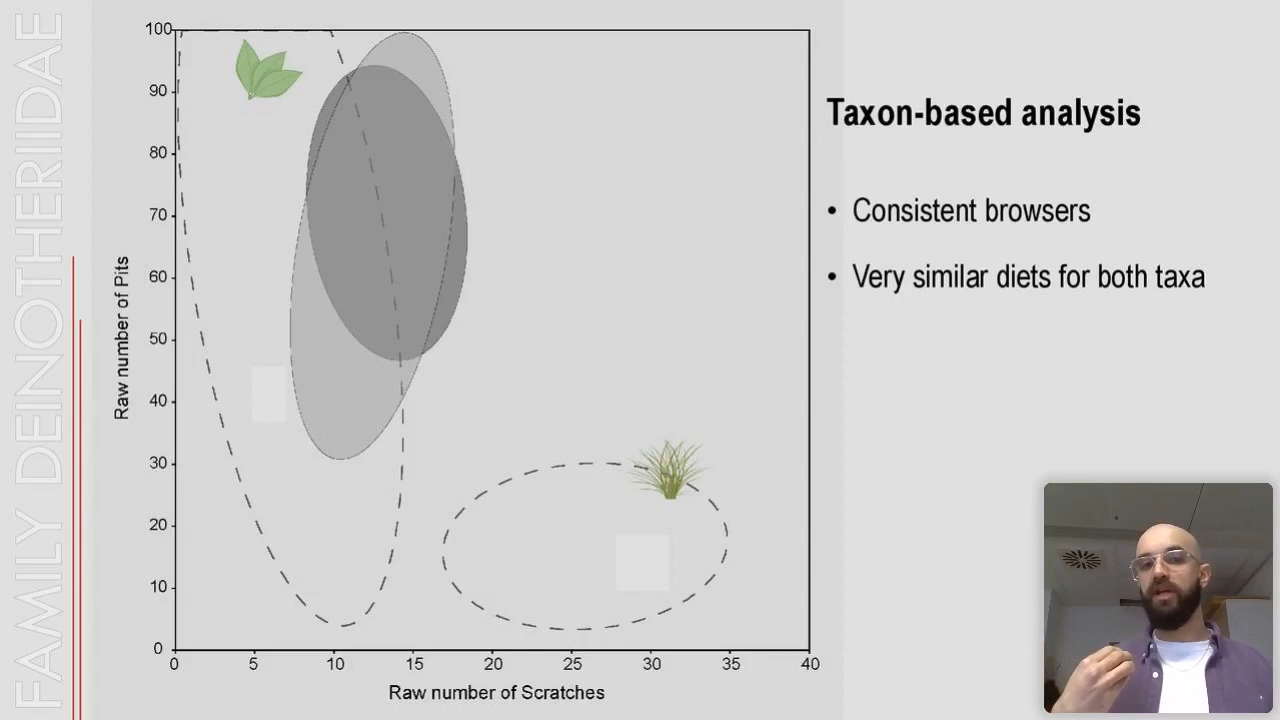 FAMILY DEINOTHERIIDAE
100
90
80
70
60
50
40
30
20
10
0
Raw number of Pits
0 5 10 15 20 25 30 35 40
Raw number of Scratches
Taxon-based analysis
• Consistent browsers
• Very similar diets for both taxa